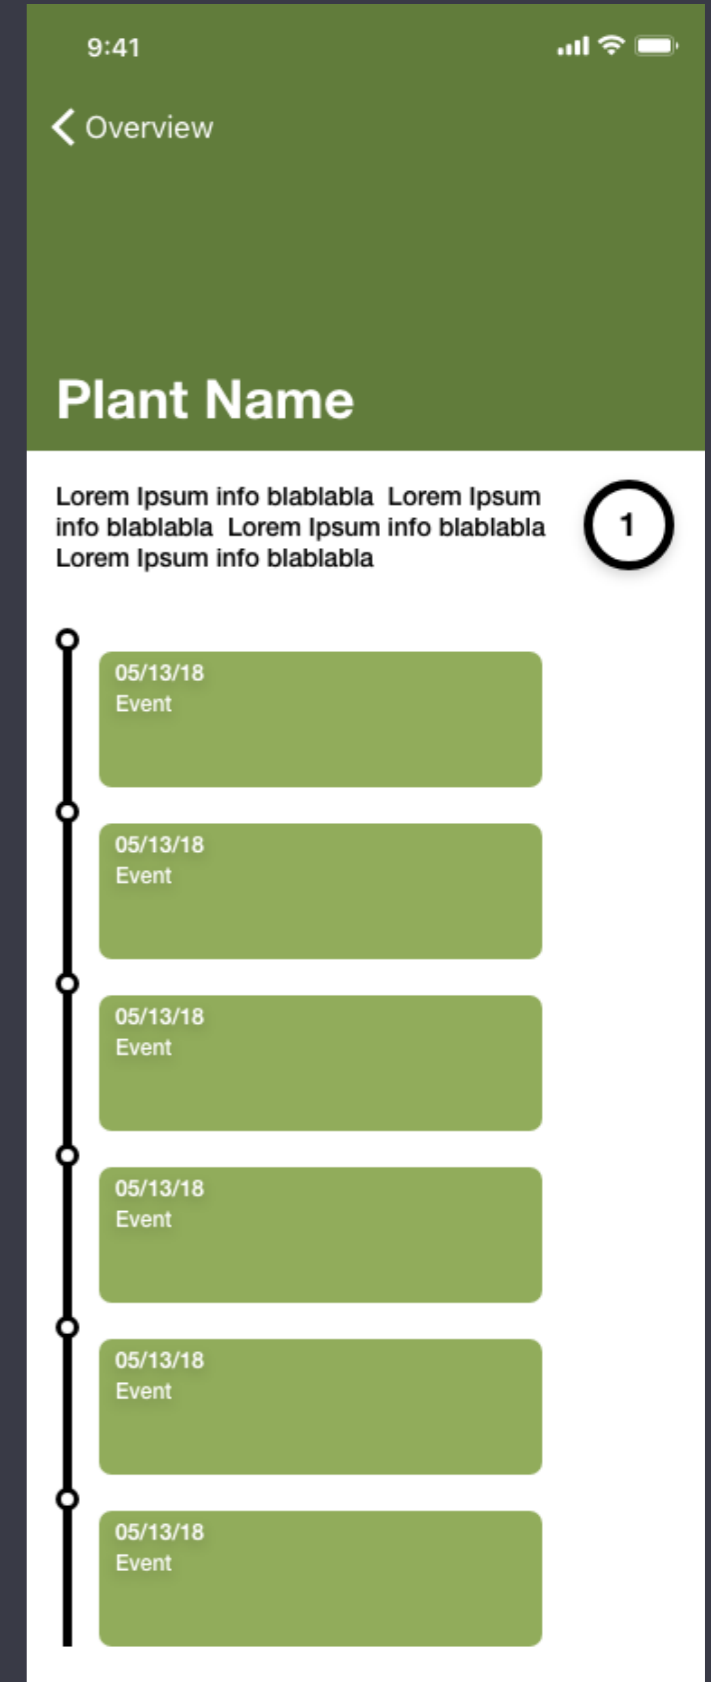 9:41
Overview
Plant Name
Lorem Ipsum info blablabla  Lorem Ipsum
info blablabla  Lorem Ipsum info blablabla
Lorem Ipsum info blablabla
1
05/13/18
Event
05/13/18
Event
05/13/18
Event
05/13/18
Event
05/13/18
Event
05/13/18
Event